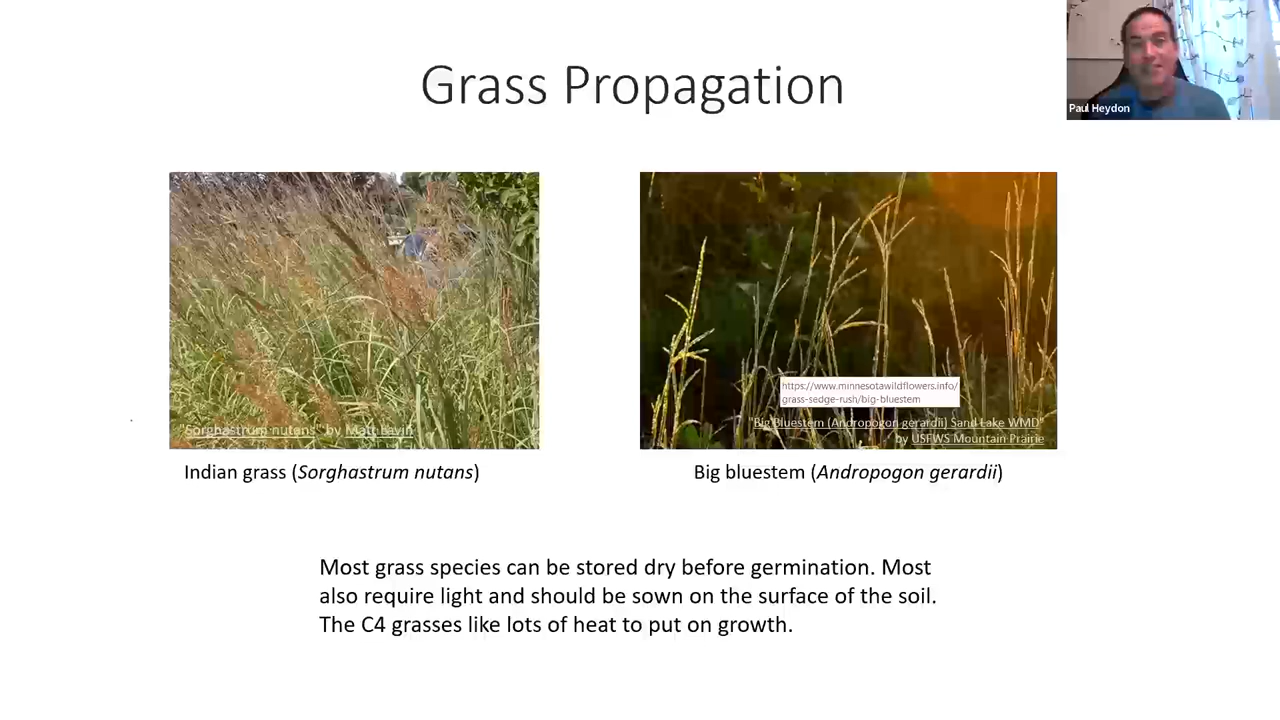 Grass Propagation
Paul Heydon
"Sorghastrum nutans" by Matt Lavin
https://www.minnesotawildflowers.info/
grass-sedge-rush/big-bluestem
"Big Bluestem (Andropogon gerardii) Sand Lake WMD"
by USFWS Mountain Prairie
Indian grass (Sorghastrum nutans)
Big bluestem (Andropogon gerardii)
Most grass species can be stored dry before germination. Most
also require light and should be sown on the surface of the soil.
The C4 grasses like lots of heat to put on growth.